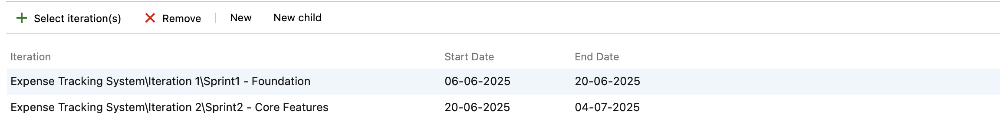 Select iteration(s) Remove New New child
Iteration Start Date End Date
Expense Tracking System\Iteration 1\Sprint1 - Foundation 06-06-2025 20-06-2025
Expense Tracking System\Iteration 2\Sprint2 - Core Features 20-06-2025 04-07-2025